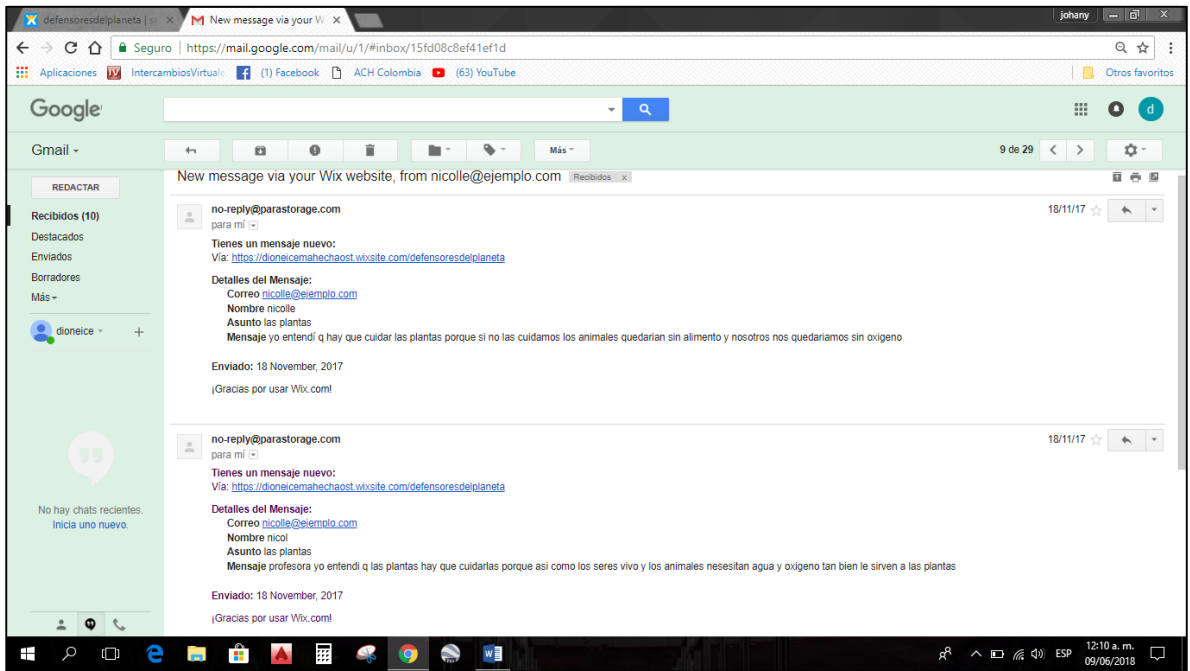 defensoresdelplaneta | s
New message via your W
johany
Seguro | https://mail.google.com/mail/u/1/#inbox/15fd08c8ef41ef1d
Aplicaciones IntercambiosVirtual (1) Facebook ACH Colombia (63) YouTube Otros favoritos
Google
d
Gmail
Más
9 de 29
REDACTAR
Recibidos (10)
Destacados
Enviados
Borradores
Más
dioneice
No hay chats recientes.
Inicia uno nuevo.
New message via your Wix website, from nicolle@ejemplo.com Recibidos x
no-reply@parastorage.com 18/11/17
para mí
Tienes un mensaje nuevo:
Vía: https://dioneicemahechaost.wixsite.com/defensoresdelplaneta
Detalles del Mensaje:
Correo nicolle@ejemplo.com
Nombre nicolle
Asunto las plantas
Mensaje yo entendí q hay que cuidar las plantas porque si no las cuidamos los animales quedarian sin alimento y nosotros nos quedariamos sin oxigeno
Enviado: 18 November, 2017
¡Gracias por usar Wix.com!
no-reply@parastorage.com 18/11/17
para mí
Tienes un mensaje nuevo:
Vía: https://dioneicemahechaost.wixsite.com/defensoresdelplaneta
Detalles del Mensaje:
Correo nicolle@ejemplo.com
Nombre nicol
Asunto las plantas
Mensaje profesora yo entendi q las plantas hay que cuidarlas porque asi como los seres vivo y los animales nesesitan agua y oxigeno tan bien le sirven a las plantas
Enviado: 18 November, 2017
¡Gracias por usar Wix.com!
ESP
12:10 a. m.
09/06/2018